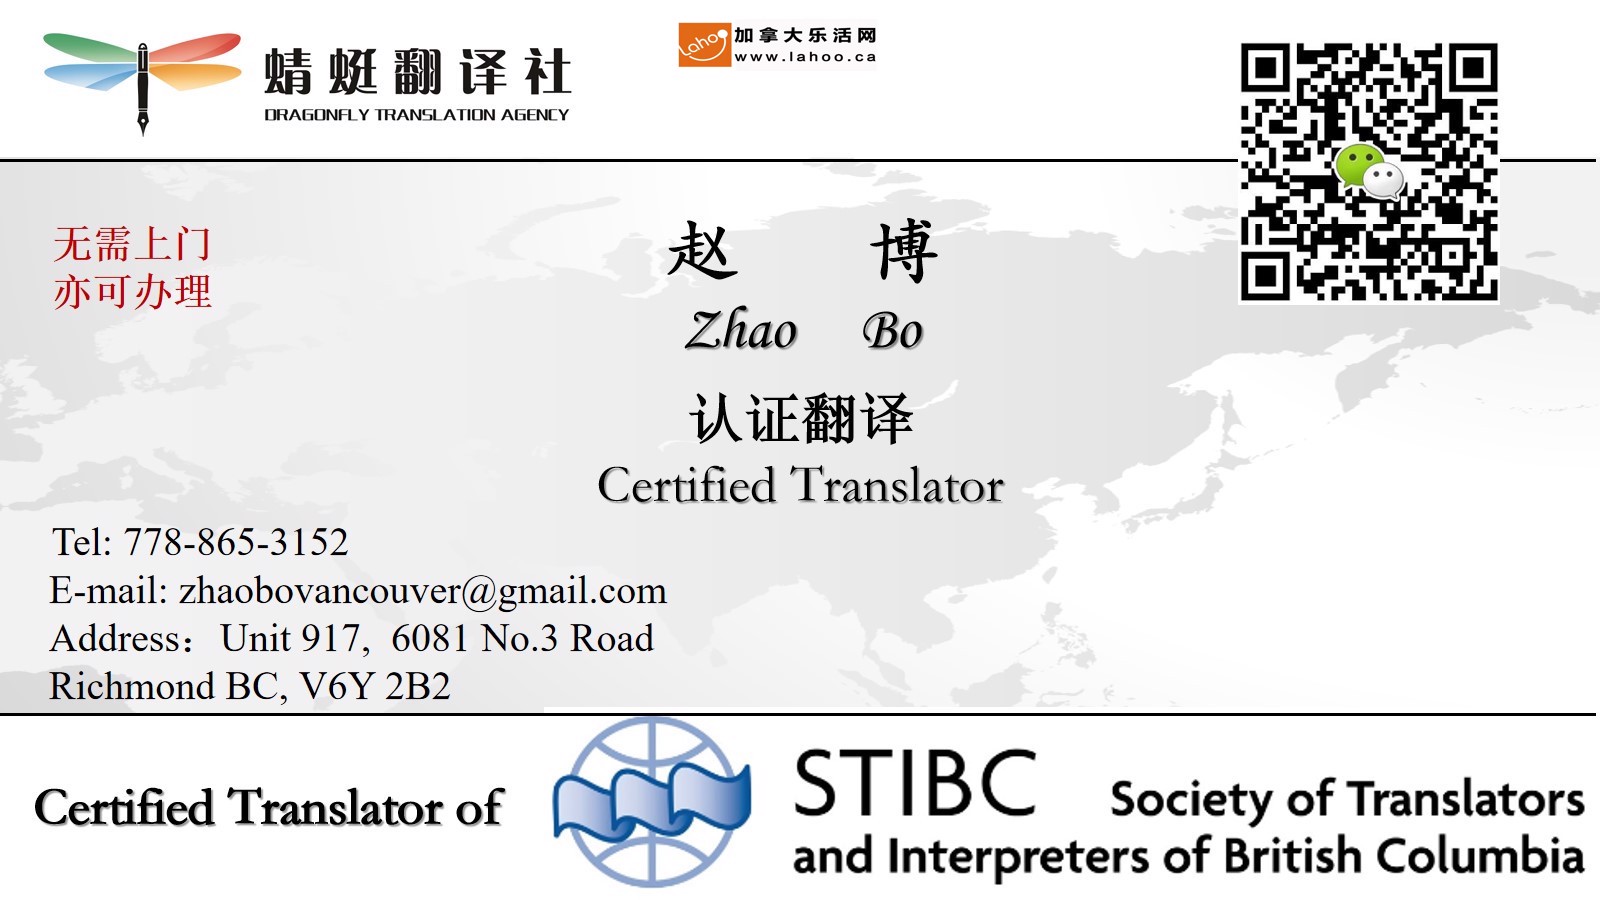 蜻蜓翻译社
DRAGONFLY TRANSLATION AGENCY
Lahoo
加拿大乐活网
www.lahoo.ca
无需上门
亦可办理
赵 博
Zhao Bo
认证翻译
Certified Translator
Tel: 778-865-3152
E-mail: zhaobovancouver@gmail.com
Address：Unit 917, 6081 No.3 Road
Richmond BC, V6Y 2B2
Certified Translator of
STIBC Society of Translators
and Interpreters of British Columbia